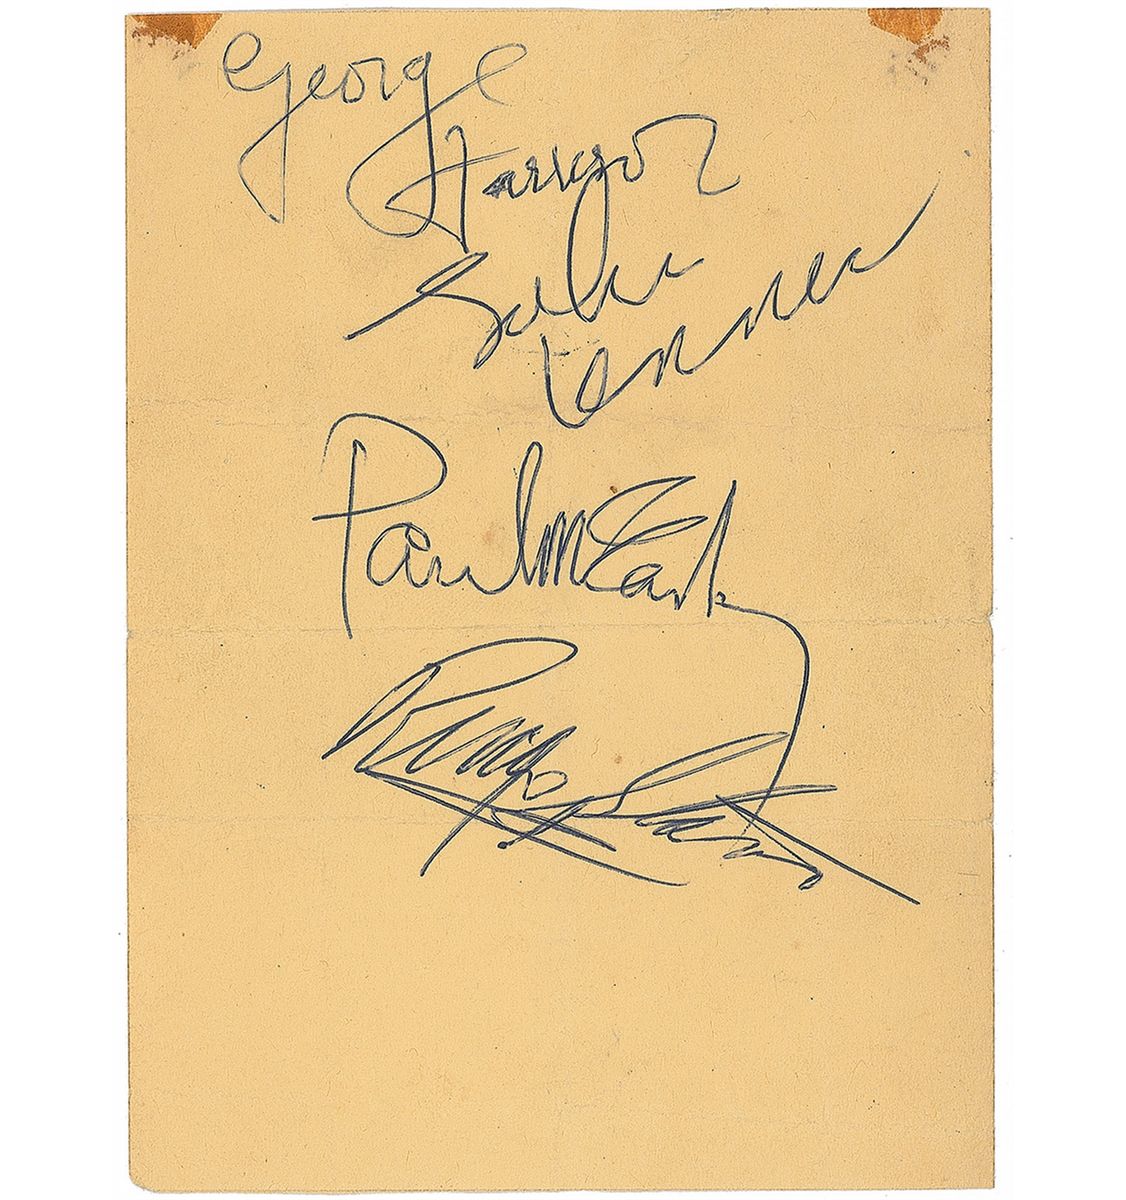 George
Harrison
John
Lennon
Paul McCartney
Ringo Starr